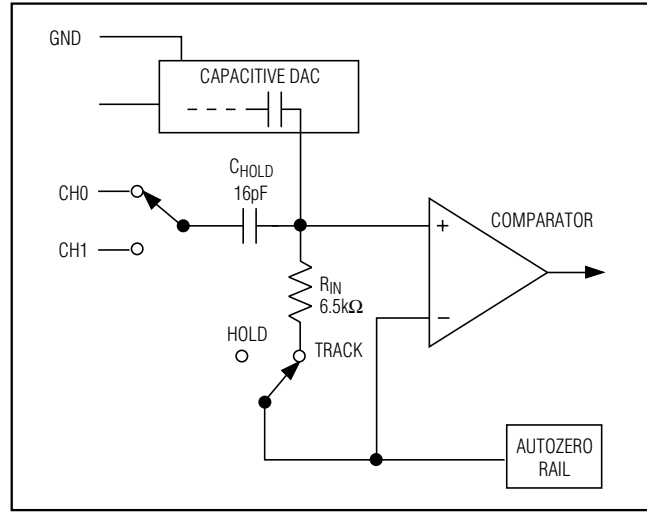 GND
CAPACITIVE DAC
CHOLD
16pF
CH0
CH1
COMPARATOR
+
−
RIN
6.5kΩ
HOLD
TRACK
AUTOZERO
RAIL